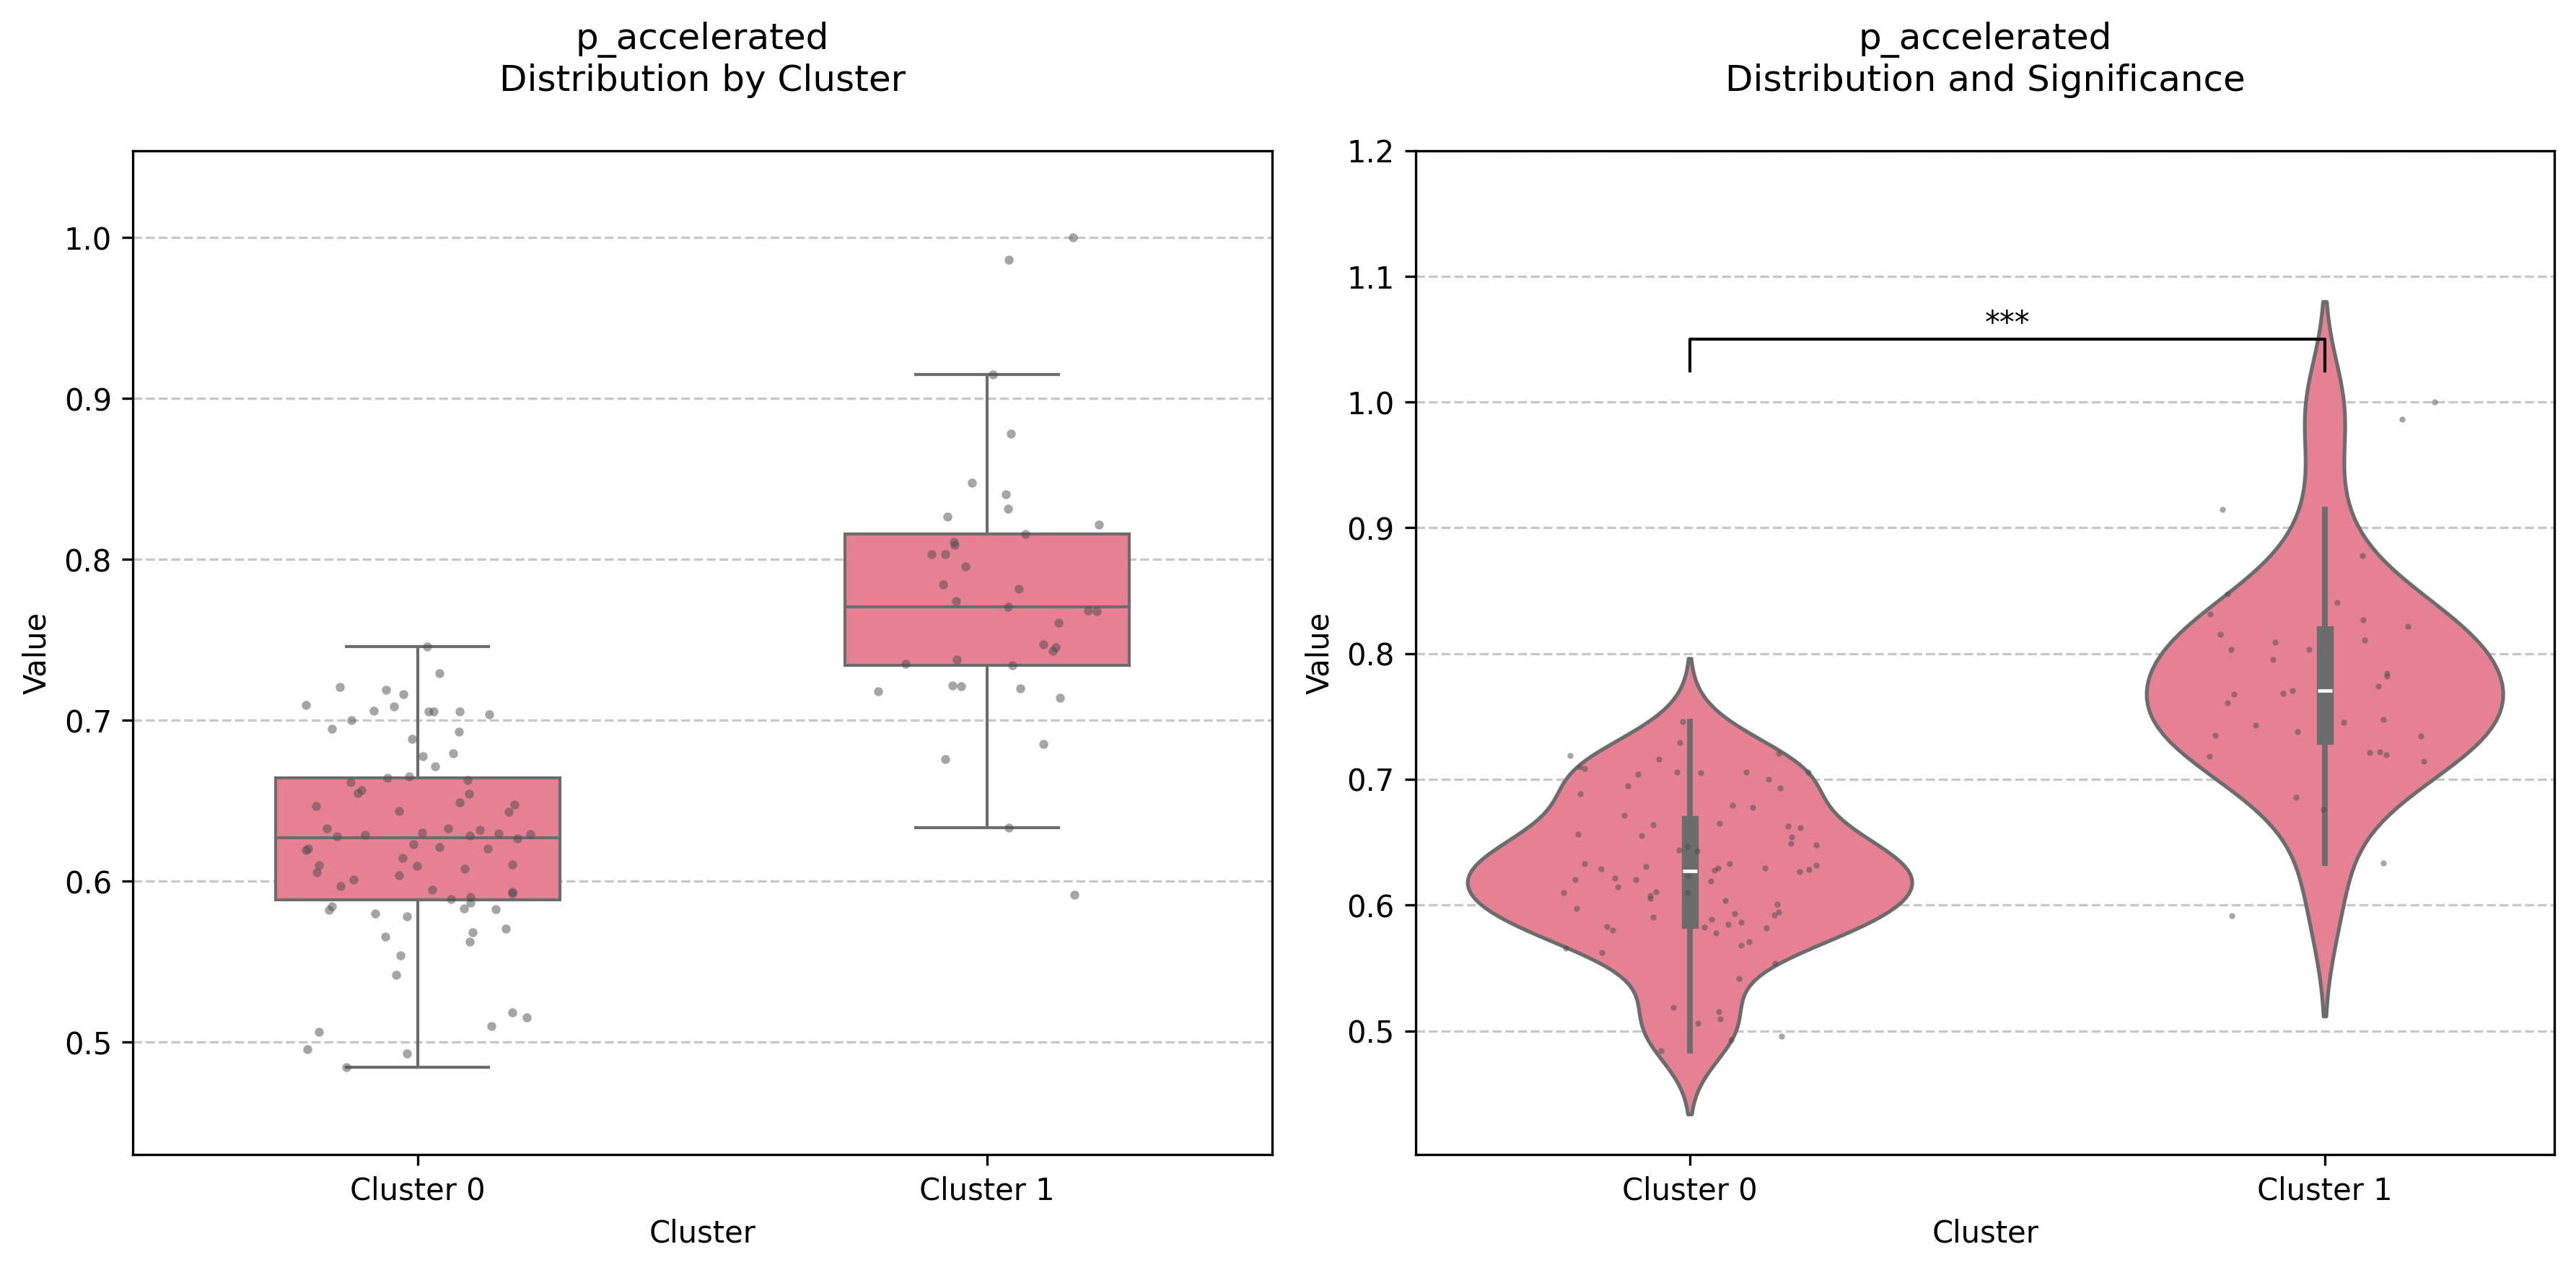 p_accelerated
Distribution by Cluster
1.0
0.9
0.8
0.7
0.6
0.5
Value
Cluster 0
Cluster 1
Cluster
p_accelerated
Distribution and Significance
1.2
1.1
1.0
0.9
0.8
0.7
0.6
0.5
Value
***
Cluster 0
Cluster 1
Cluster